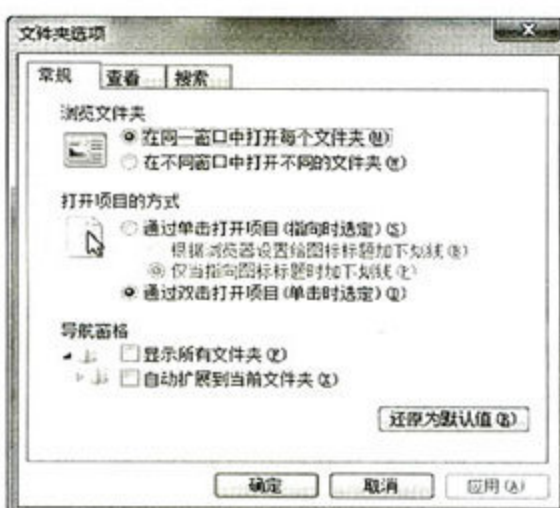 文件夹选项
常规 查看 搜索
浏览文件夹
在同一窗口中打开每个文件夹(M)
在不同窗口中打开不同的文件夹(W)
打开项目的方式
通过单击打开项目(指向时选定)(S)
根据浏览器设置给图标标题加下划线(B)
仅当指向图标标题时加下划线(P)
通过双击打开项目(单击时选定)(D)
导航窗格
显示所有文件夹(F)
自动扩展到当前文件夹(X)
还原为默认值(R)
确定 取消 应用(A)